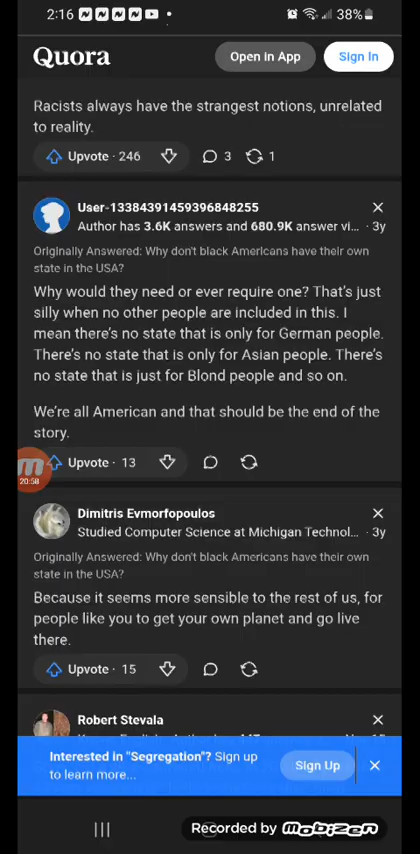 2:16
38%
Quora
Open in App
Sign In
Racists always have the strangest notions, unrelated
to reality.
Upvote · 246
3
1
User-13384391459396848255
Author has 3.6K answers and 680.9K answer vi... · 3y
Originally Answered: Why don't black Americans have their own
state in the USA?
Why would they need or ever require one? That's just
silly when no other people are included in this. I
mean there's no state that is only for German people.
There's no state that is only for Asian people. There's
no state that is just for Blond people and so on.
We're all American and that should be the end of the
story.
20:58
Upvote · 13
Dimitris Evmorfopoulos
Studied Computer Science at Michigan Technol... · 3y
Originally Answered: Why don't black Americans have their own
state in the USA?
Because it seems more sensible to the rest of us, for
people like you to get your own planet and go live
there.
Upvote · 15
Robert Stevala
Interested in "Segregation"? Sign up
to learn more...
Sign Up
Recorded by mobizen